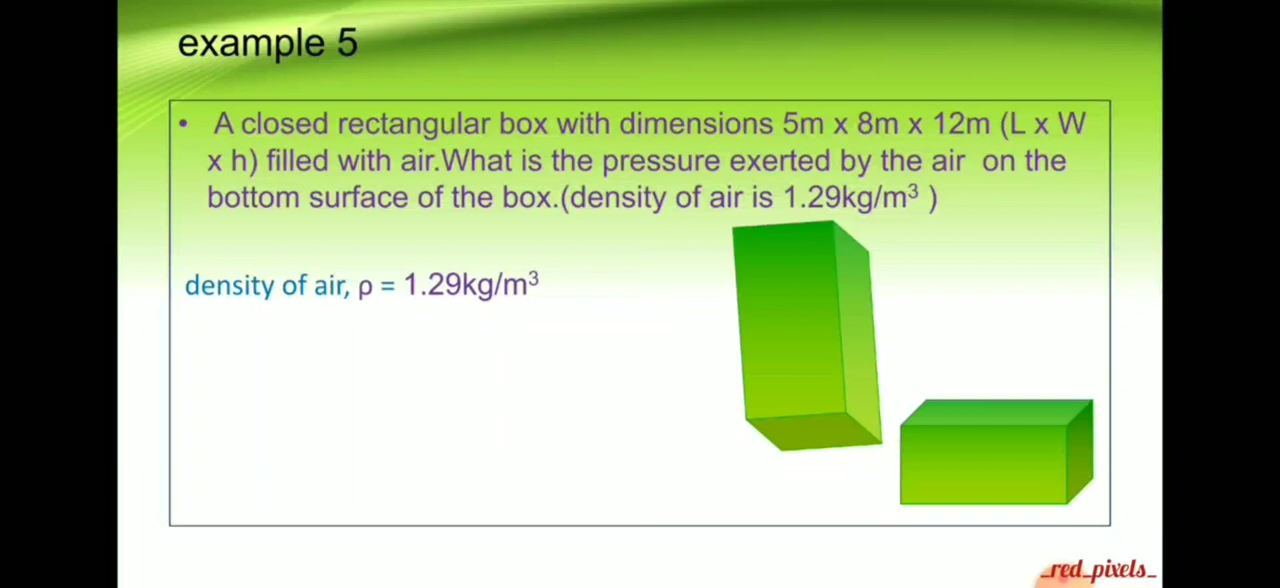 example 5
• A closed rectangular box with dimensions 5m x 8m x 12m (L x W
x h) filled with air.What is the pressure exerted by the air on the
bottom surface of the box.(density of air is 1.29kg/m³ )
density of air, ρ = 1.29kg/m³
_red_pixels_